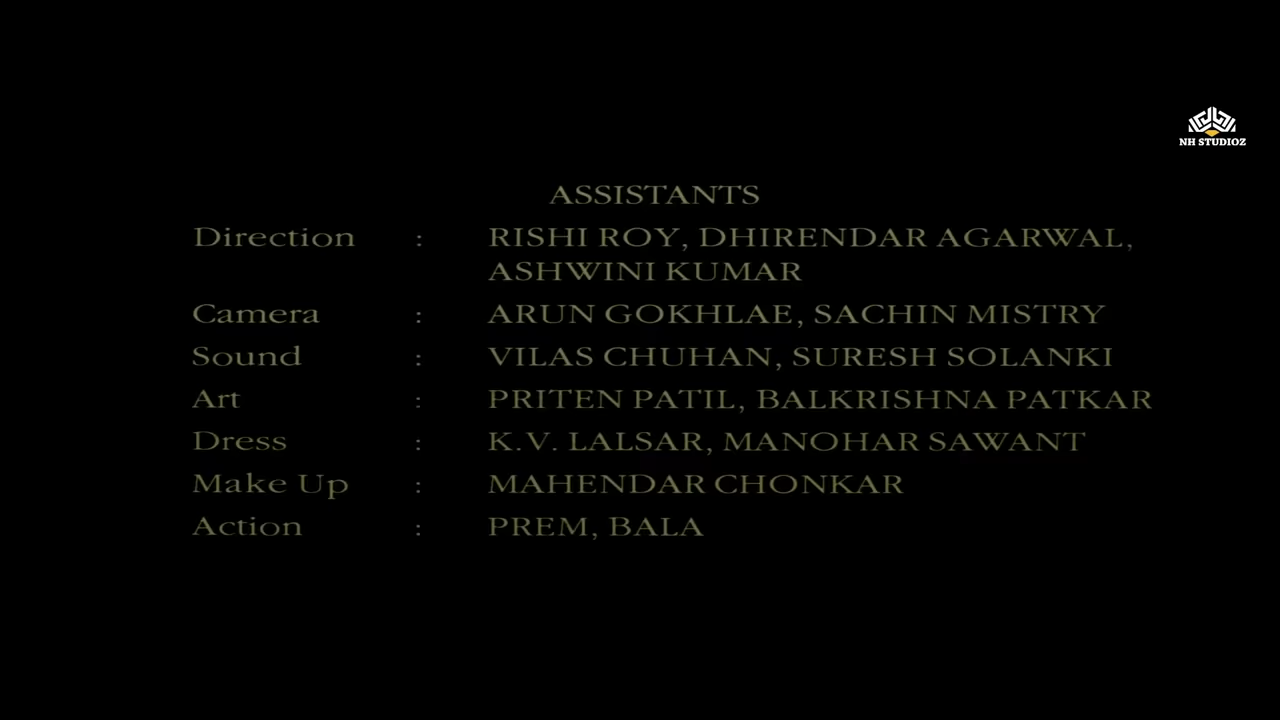 NH STUDIOZ
ASSISTANTS
Direction : RISHI ROY, DHIRENDAR AGARWAL,
ASHWINI KUMAR
Camera : ARUN GOKHLAE, SACHIN MISTRY
Sound : VILAS CHUHAN, SURESH SOLANKI
Art : PRITEN PATIL, BALKRISHNA PATKAR
Dress : K.V. LALSAR, MANOHAR SAWANT
Make Up : MAHENDAR CHONKAR
Action : PREM, BALA